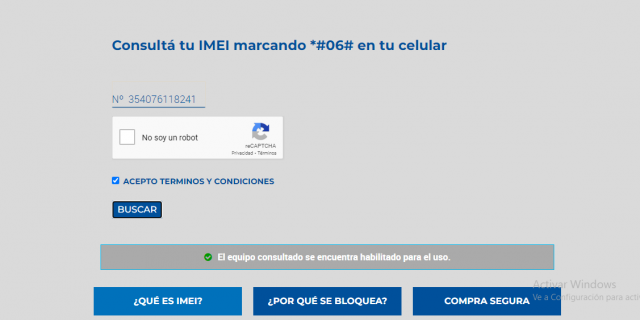 Consultá tu IMEI marcando *#06# en tu celular
Nº 354076118241
No soy un robot
reCAPTCHA
Privacidad - Términos
ACEPTO TERMINOS Y CONDICIONES
BUSCAR
El equipo consultado se encuentra habilitado para el uso.
Activar Windows
Ve a Configuración para activ
¿QUÉ ES IMEI?
¿POR QUÉ SE BLOQUEA?
COMPRA SEGURA